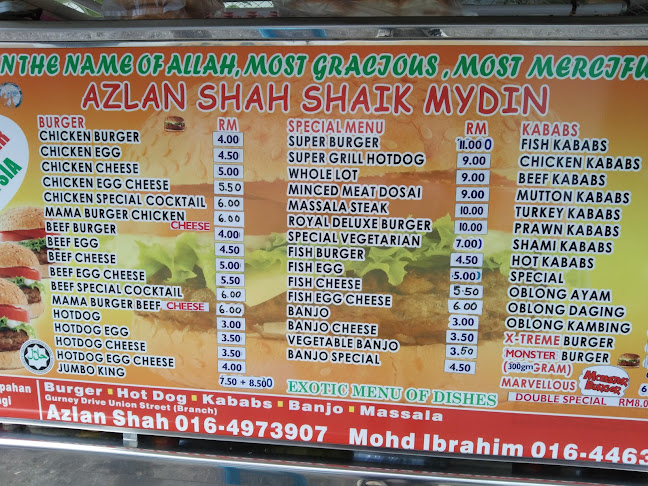 IN THE NAME OF ALLAH, MOST GRACIOUS, MOST MERCIFU
AZLAN SHAH SHAIK MYDIN
BURGER RM
CHICKEN BURGER 4.00
CHICKEN EGG 4.50
CHICKEN CHEESE 5.00
CHICKEN EGG CHEESE 5.50
CHICKEN SPECIAL COCKTAIL 6.00
MAMA BURGER CHICKEN CHEESE 6.00
BEEF BURGER 4.00
BEEF EGG 4.50
BEEF CHEESE 5.00
BEEF EGG CHEESE 5.50
BEEF SPECIAL COCKTAIL 6.00
MAMA BURGER BEEF CHEESE 6.00
HOTDOG 3.00
HOTDOG EGG 3.50
HOTDOG CHEESE 3.50
HOTDOG EGG CHEESE 4.00
JUMBO KING 7.50 + 8.500
SPECIAL MENU RM
SUPER BURGER 11.00
SUPER GRILL HOTDOG 9.00
WHOLE LOT 9.00
MINCED MEAT DOSAI 9.00
MASSALA STEAK 10.00
ROYAL DELUXE BURGER 10.00
SPECIAL VEGETARIAN 7.00
FISH BURGER 4.50
FISH EGG 5.00
FISH CHEESE 5.50
FISH EGG CHEESE 6.00
BANJO 3.00
BANJO CHEESE
VEGETABLE BANJO 3.50
BANJO SPECIAL 4.50
EXOTIC MENU OF DISHES
KABABS
FISH KABABS
CHICKEN KABABS
BEEF KABABS
MUTTON KABABS
TURKEY KABABS
PRAWN KABABS
SHAMI KABABS
HOT KABABS
SPECIAL
OBLONG AYAM
OBLONG DAGING
OBLONG KAMBING
X-TREME BURGER
MONSTER BURGER
(300gm GRAM)
MARVELLOUS
Monster Burger
DOUBLE SPECIAL RM8.0
Burger Hot Dog Kababs Banjo Massala
Gurney Drive Union Street (Branch)
Azlan Shah 016-4973907 Mohd Ibrahim 016-4463